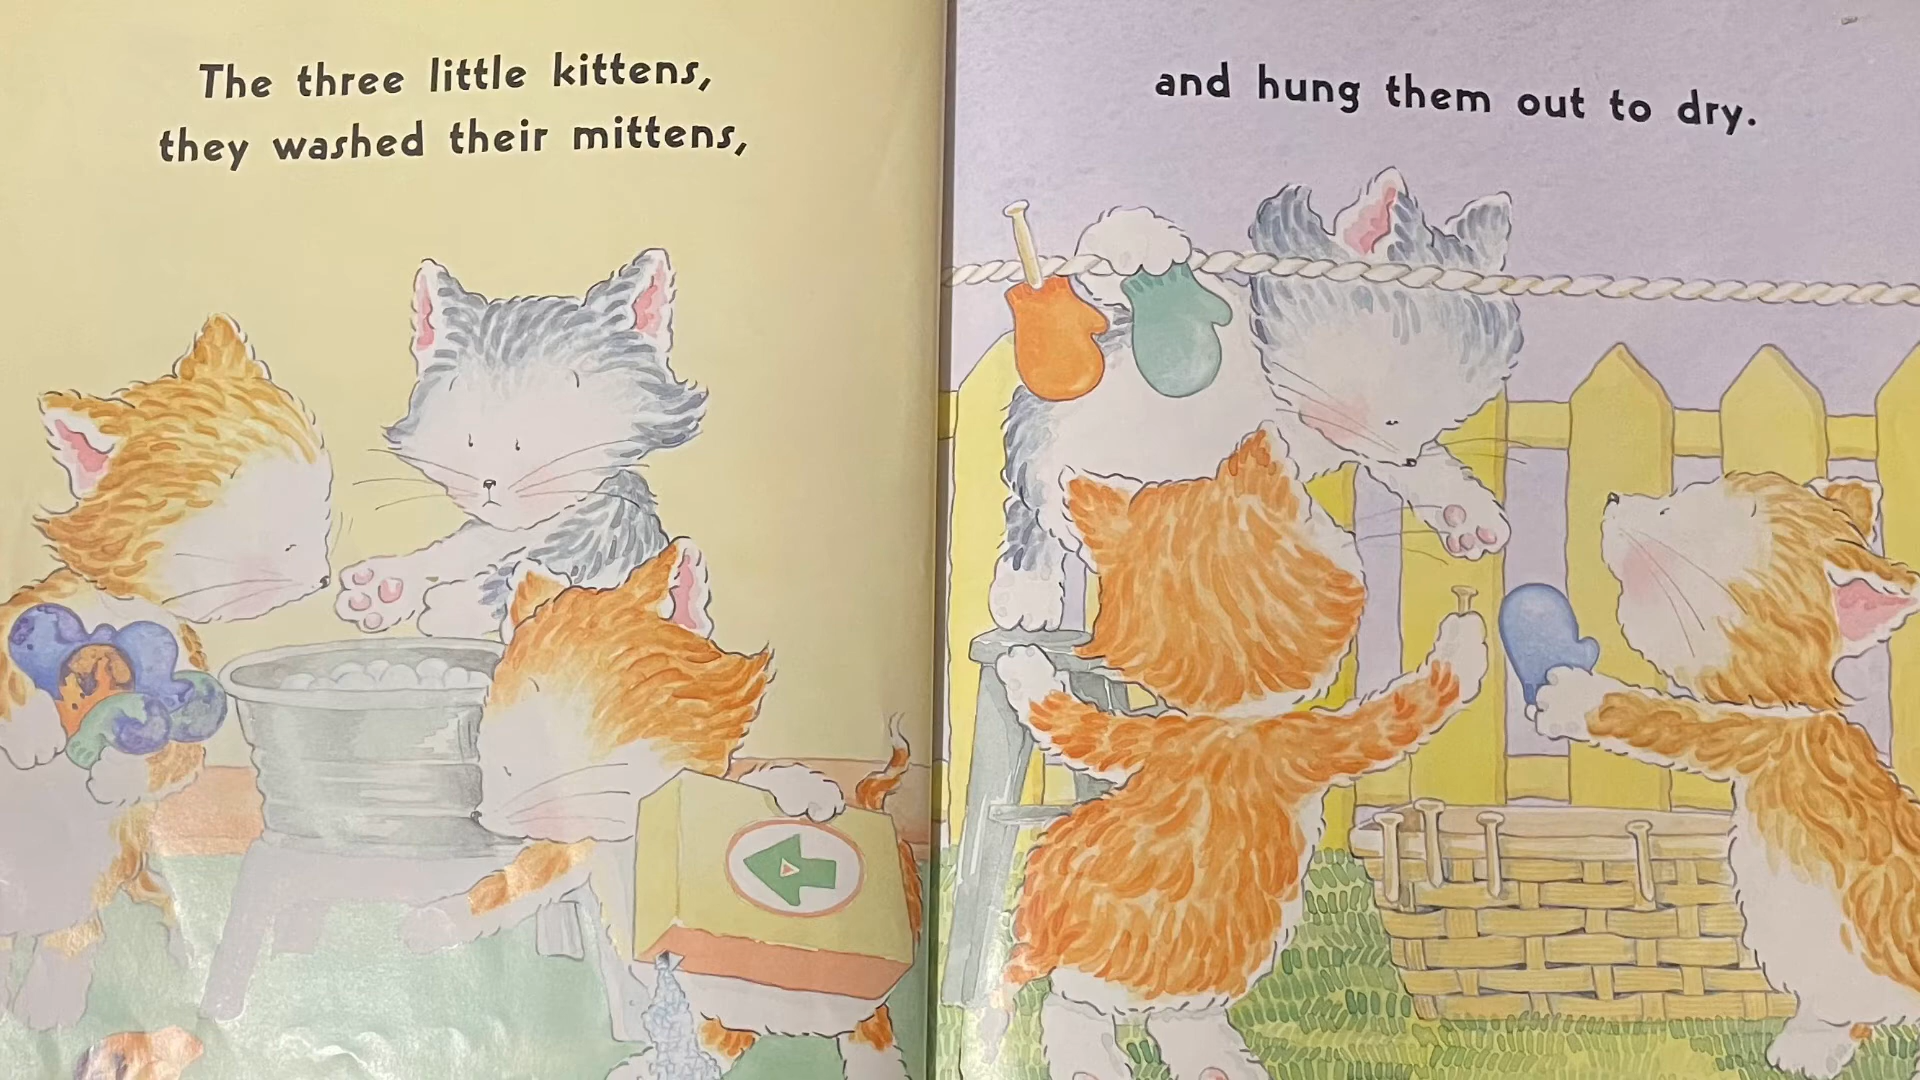 The three little kittens,
they washed their mittens,
and hung them out to dry.